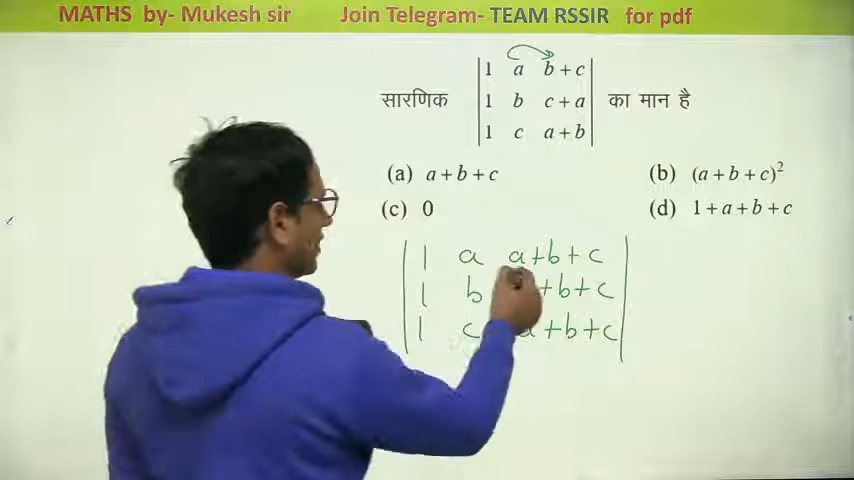 MATHS by- Mukesh sir Join Telegram- TEAM RSSIR for pdf
सारणिक | 1 a b + c | का मान है
| 1 b c + a |
| 1 c a + b |
(a) a + b + c (b) (a + b + c)²
(c) 0 (d) 1 + a + b + c
| 1 a a+b+c |
| 1 b +b+c |
| 1 c a+b+c |